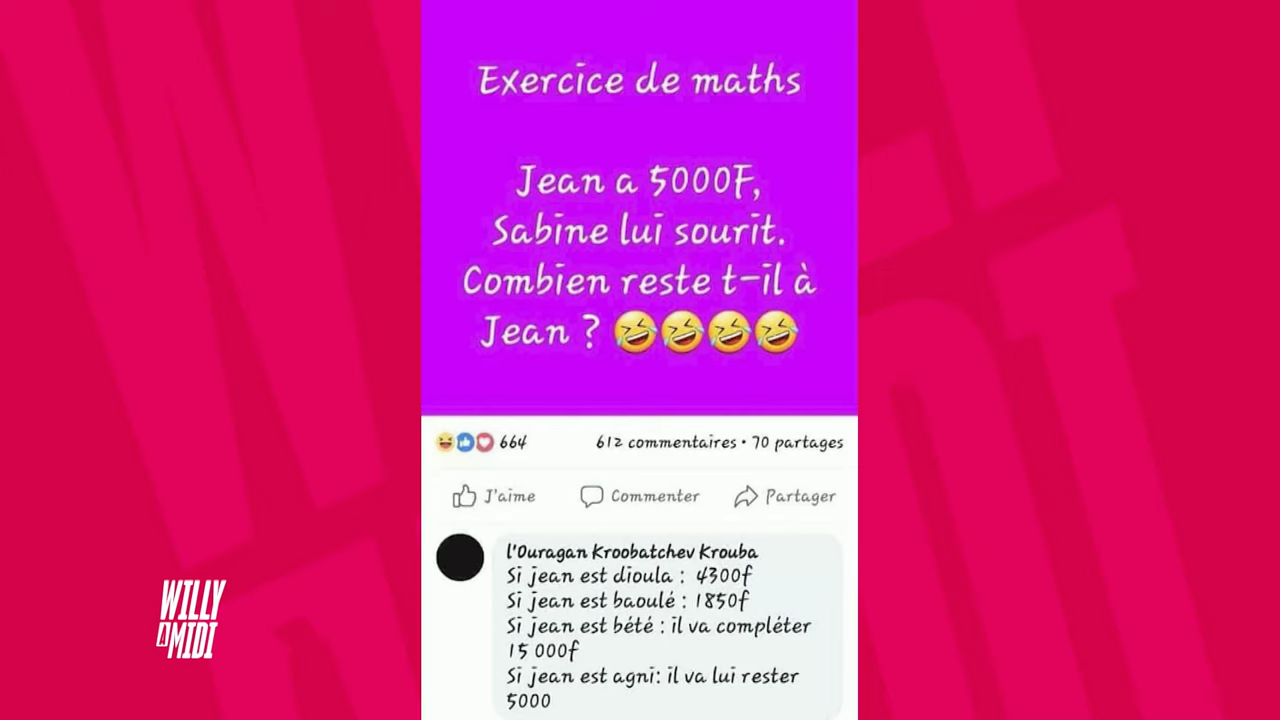 Exercice de maths
Jean a 5000F,
Sabine lui sourit.
Combien reste t-il à
Jean ? 🤣🤣🤣🤣
664
612 commentaires • 70 partages
J'aime
Commenter
Partager
l'Ouragan Kroobatchev Krouba
Si jean est dioula : 4300f
Si jean est baoulé : 1850f
Si jean est bété : il va compléter
15 000f
Si jean est agni: il va lui rester
5000
WILLY
À MIDI